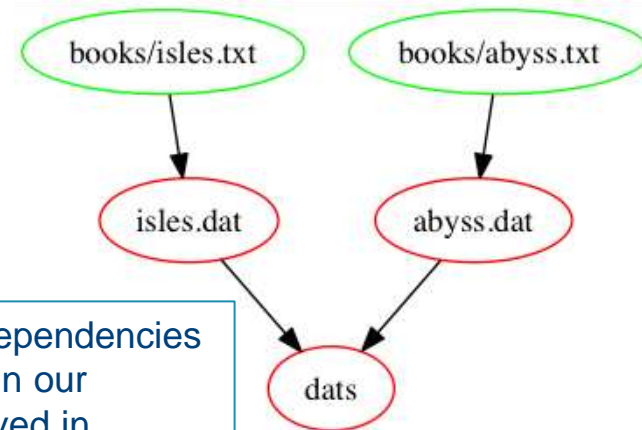 books/isles.txt books/abyss.txt
isles.dat abyss.dat
ependencies
n our
dats